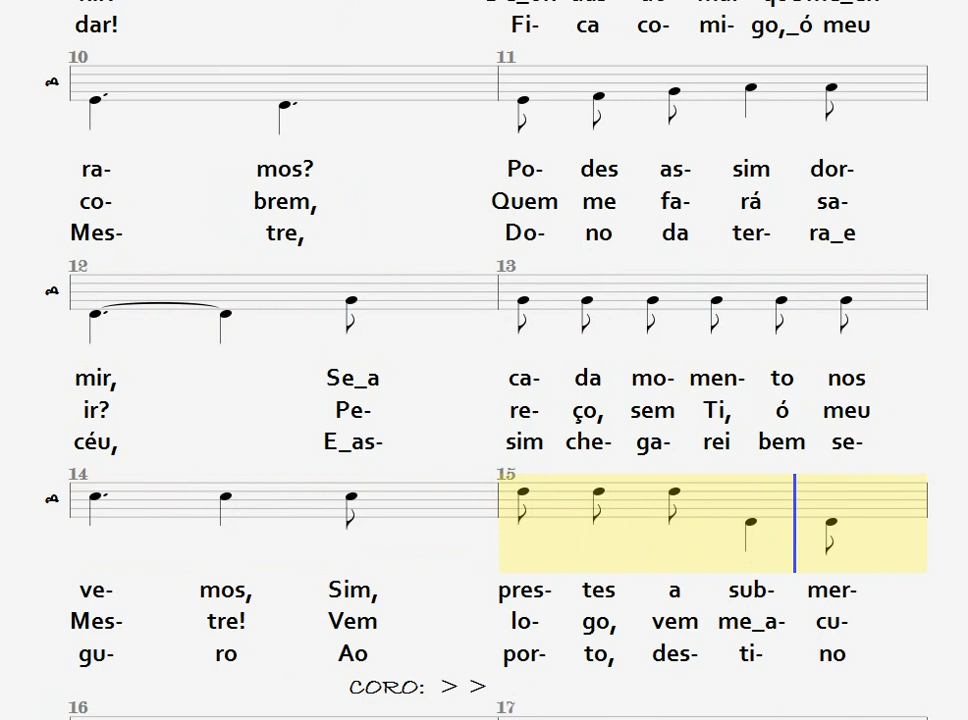 dar! Fi- ca co- mi- go,_ó meu
10 11
B
ra- mos? Po- des as- sim dor-
co- brem, Quem me fa- rá sa-
Mes- tre, Do- no da ter- ra_e
12 13
B
mir, Se_a ca- da mo- men- to nos
ir? Pe- re- ço, sem Ti, ó meu
céu, E_as- sim che- ga- rei bem se-
14 15
B
ve- mos, Sim, pres- tes a sub- mer-
Mes- tre! Vem lo- go, vem me_a- cu-
gu- ro Ao por- to, des- ti- no
CORO: > >
16 17